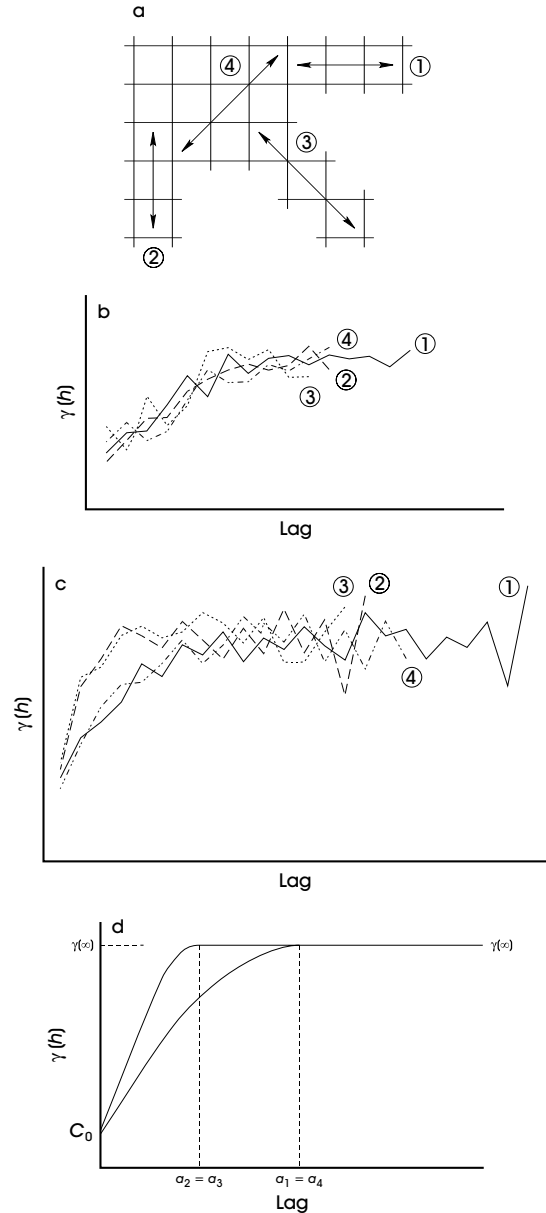 a
④
①
③
②
b
④
①
②
③
γ(h)
Lag
c
③
②
①
④
γ(h)
Lag
d
γ(∞)
γ(∞)
γ(h)
C₀
a₂ = a₃
a₁ = a₄
Lag